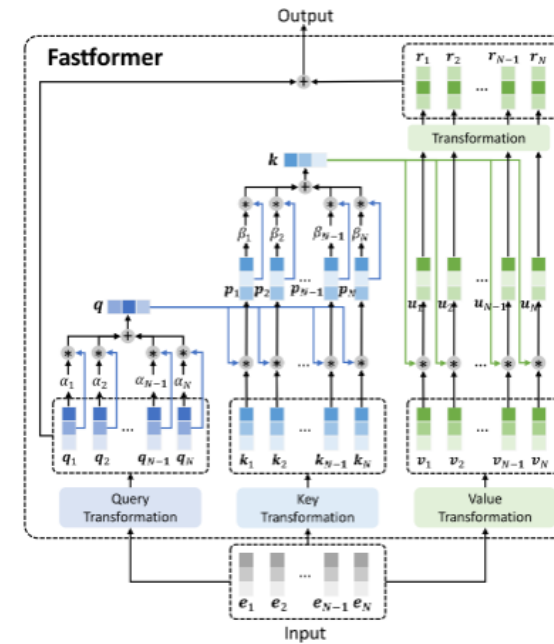 Output
Fastformer
r1 r2 ... rN−1 rN
Transformation
k
β1 β2 βN−1 βN
p1 p2 ... pN−1 pN
u1 u2 ... uN−1 uN
q
α1 α2 αN−1 αN
... ...
... ... ...
q1 q2 qN−1 qN
k1 k2 kN−1 kN
v1 v2 vN−1 vN
Query
Transformation
Key
Transformation
Value
Transformation
...
e1 e2 eN−1 eN
Input